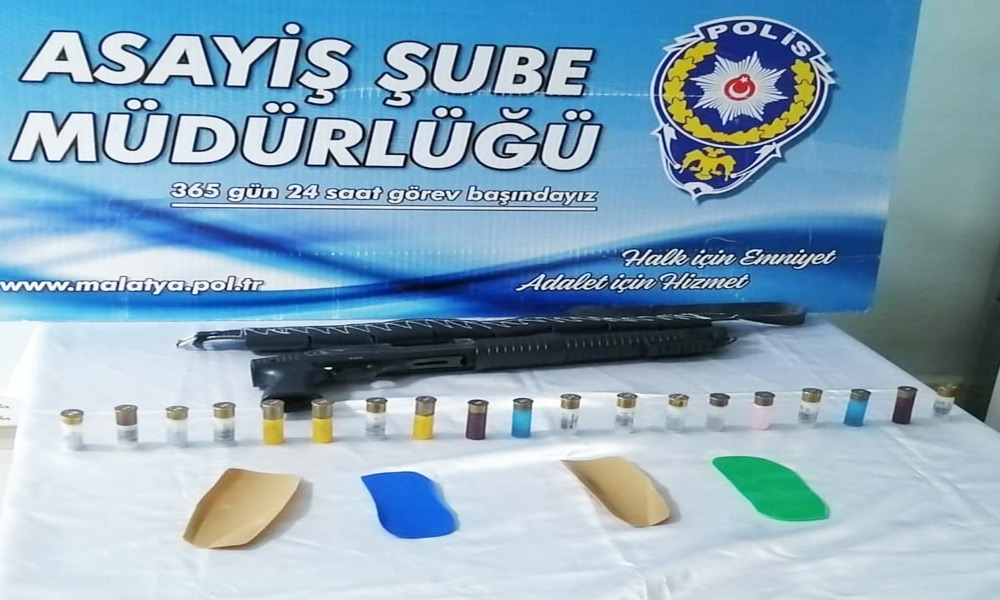 ASAYİŞ ŞUBE
MÜDÜRLÜĞÜ
365 gün 24 saat görev başındayız
POLİS
Halk için Emniyet
Adalet için Hizmet
www.malatya.pol.tr